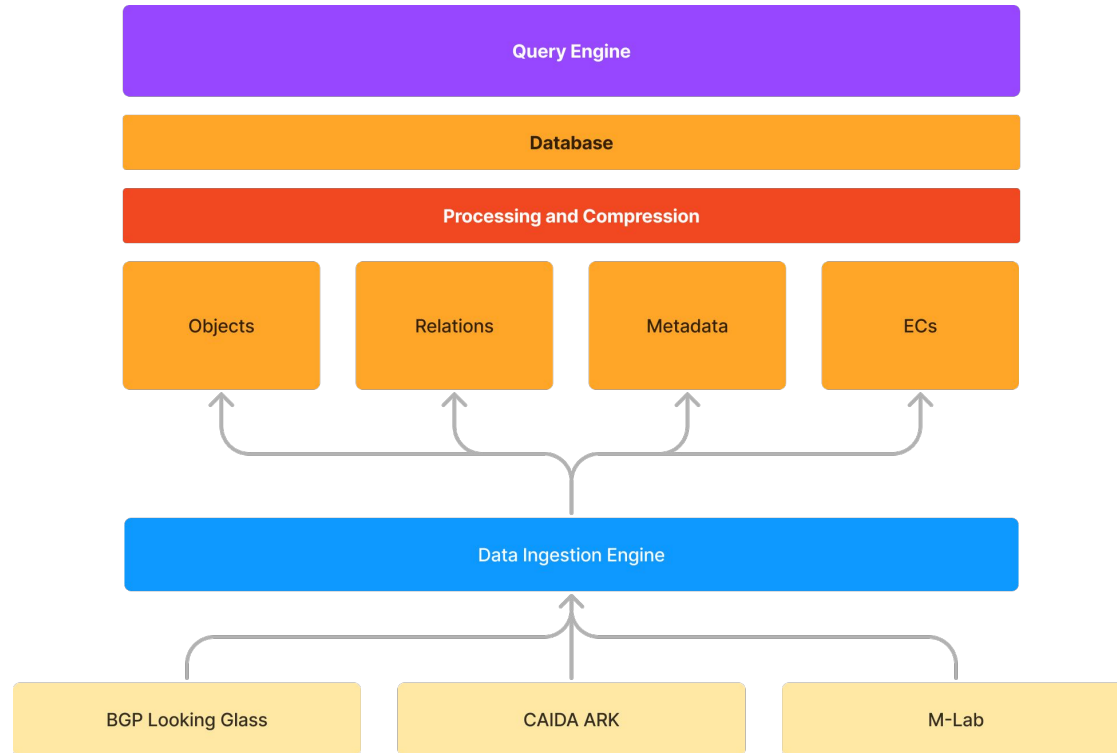 Query Engine
Database
Processing and Compression
Objects
Relations
Metadata
ECs
Data Ingestion Engine
BGP Looking Glass
CAIDA ARK
M-Lab